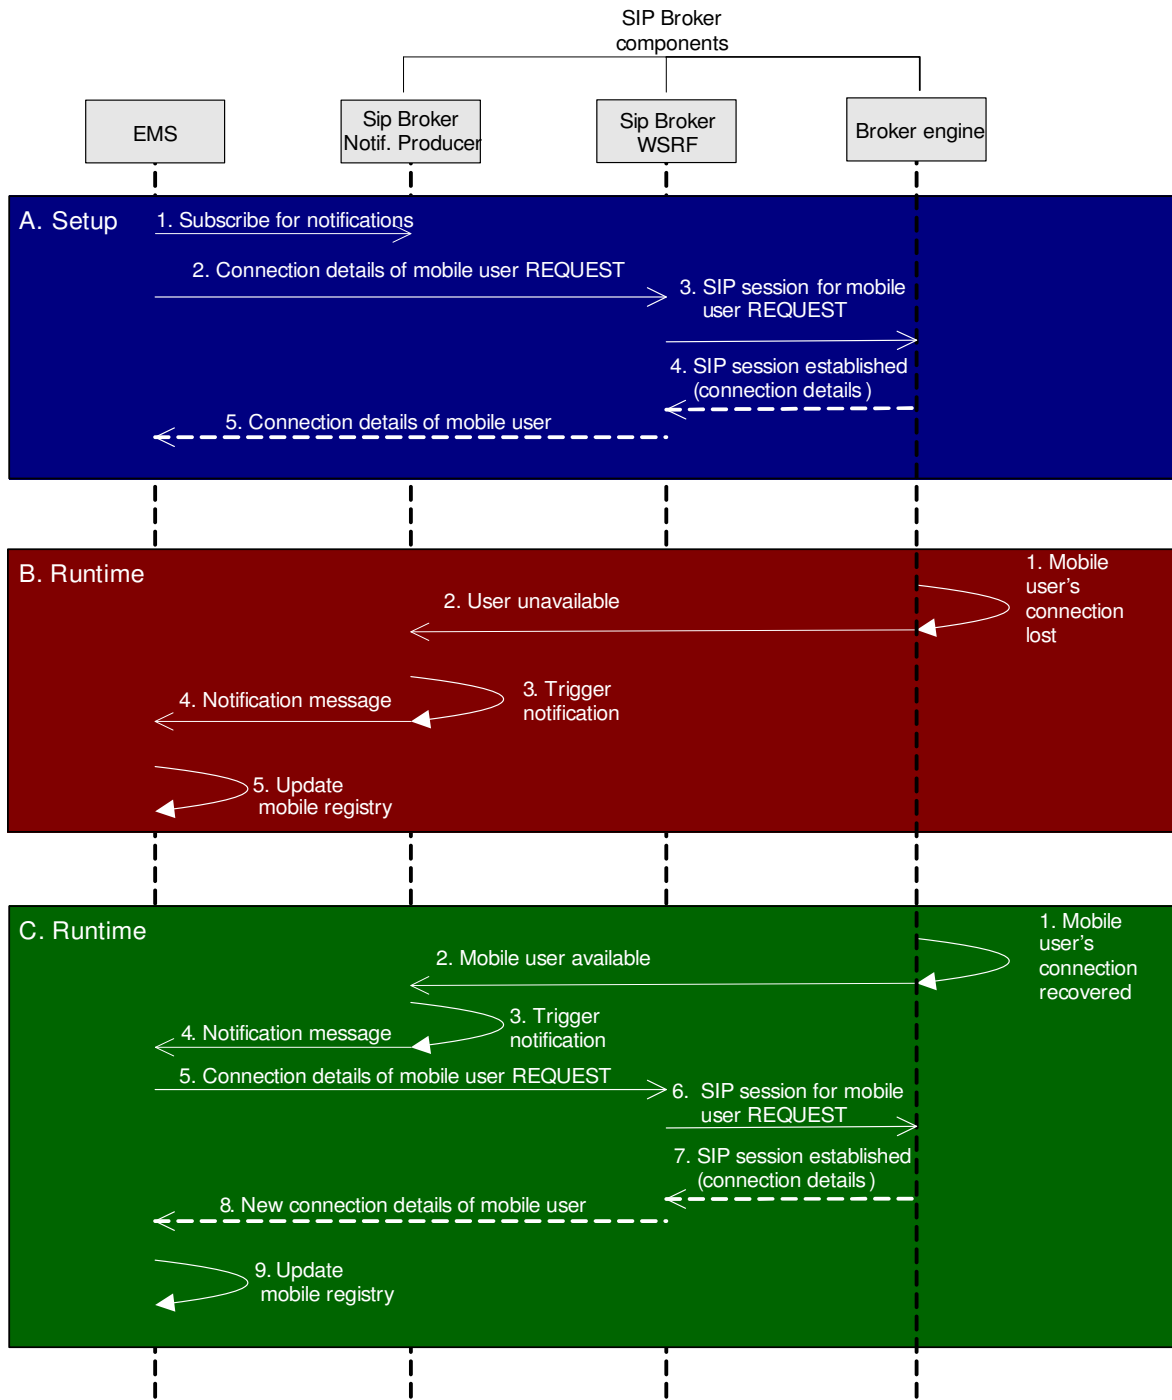 SIP Broker
components
EMS
Sip Broker
Notif. Producer
Sip Broker
WSRF
Broker engine
A. Setup
1. Subscribe for notifications
2. Connection details of mobile user REQUEST
3. SIP session for mobile
user REQUEST
4. SIP session established
(connection details )
5. Connection details of mobile user
B. Runtime
1. Mobile
user's
connection
lost
2. User unavailable
3. Trigger
notification
4. Notification message
5. Update
mobile registry
C. Runtime
1. Mobile
user's
connection
recovered
2. Mobile user available
3. Trigger
notification
4. Notification message
5. Connection details of mobile user REQUEST
6. SIP session for mobile
user REQUEST
7. SIP session established
(connection details )
8. New connection details of mobile user
9. Update
mobile registry